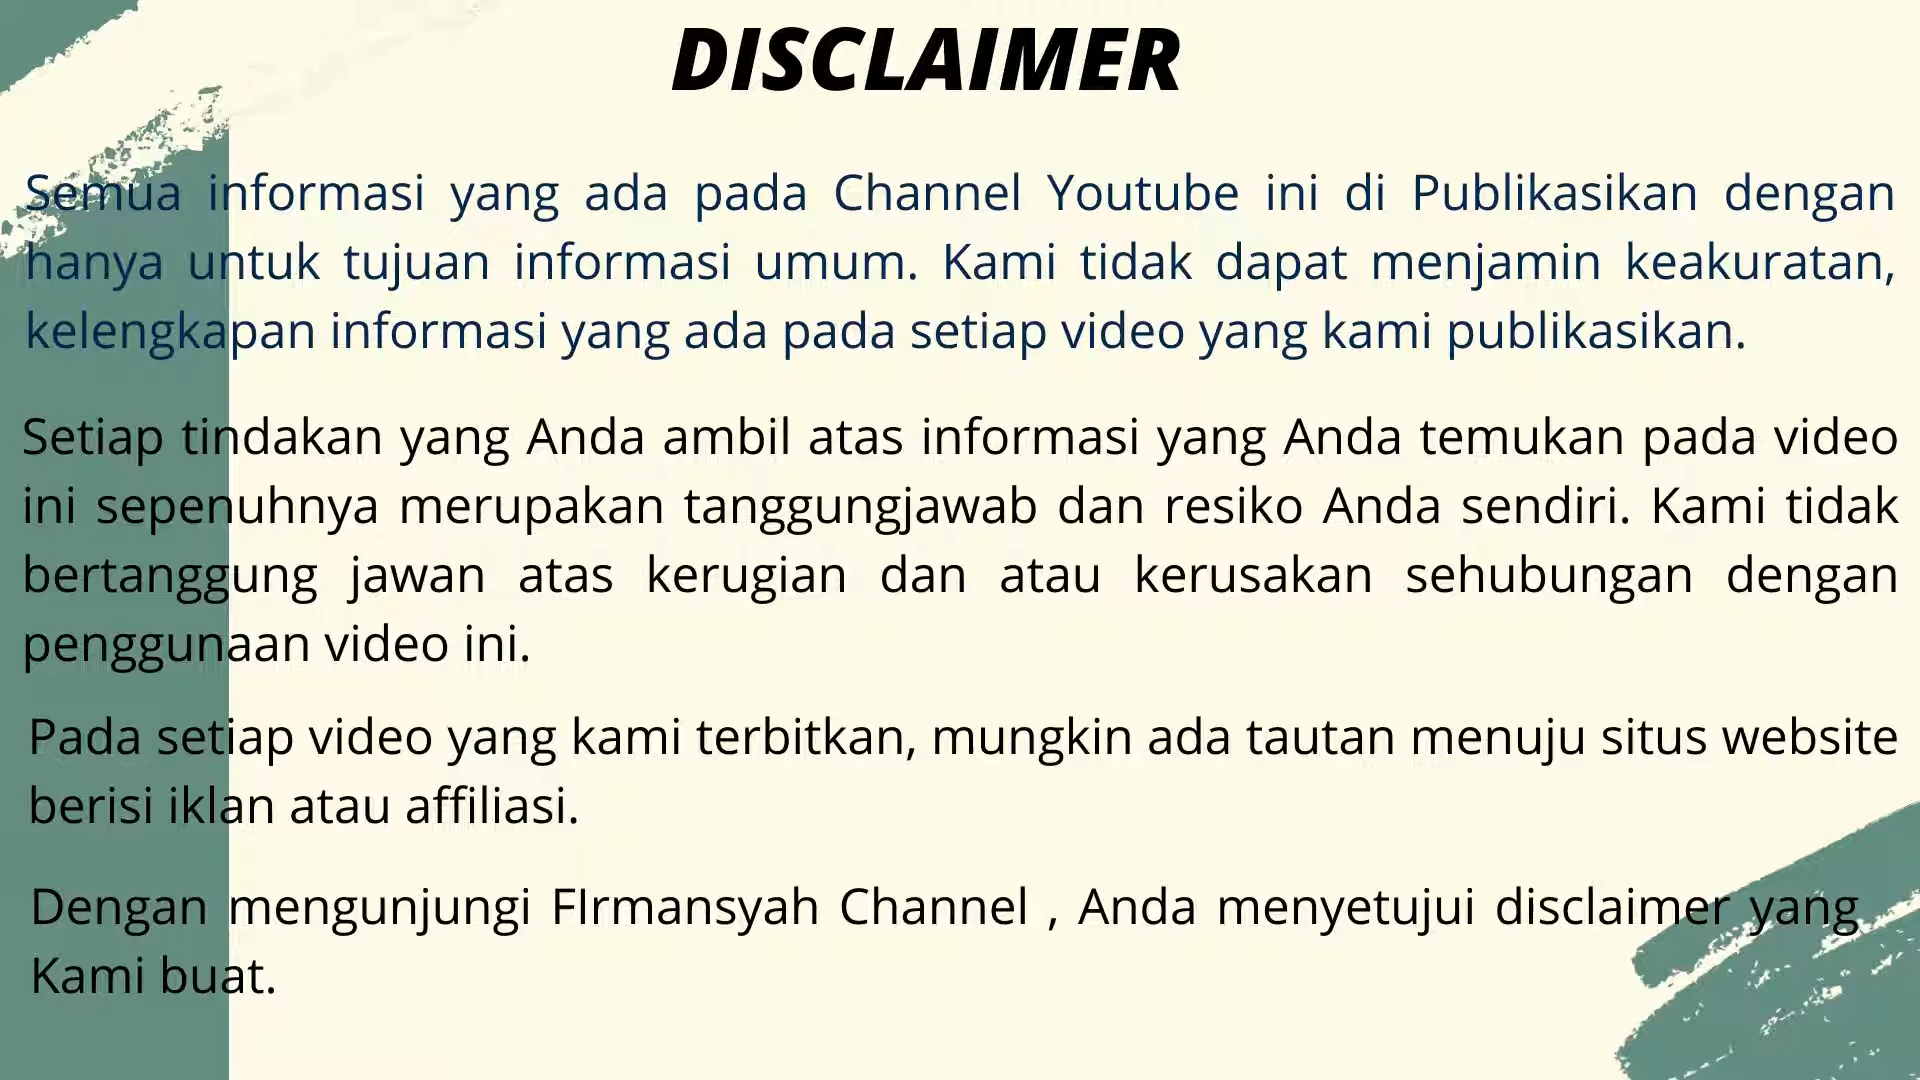 DISCLAIMER
Semua informasi yang ada pada Channel Youtube ini di Publikasikan dengan
hanya untuk tujuan informasi umum. Kami tidak dapat menjamin keakuratan,
kelengkapan informasi yang ada pada setiap video yang kami publikasikan.
Setiap tindakan yang Anda ambil atas informasi yang Anda temukan pada video
ini sepenuhnya merupakan tanggungjawab dan resiko Anda sendiri. Kami tidak
bertanggung jawan atas kerugian dan atau kerusakan sehubungan dengan
penggunaan video ini.
Pada setiap video yang kami terbitkan, mungkin ada tautan menuju situs website
berisi iklan atau affiliasi.
Dengan mengunjungi FIrmansyah Channel , Anda menyetujui disclaimer yang
Kami buat.